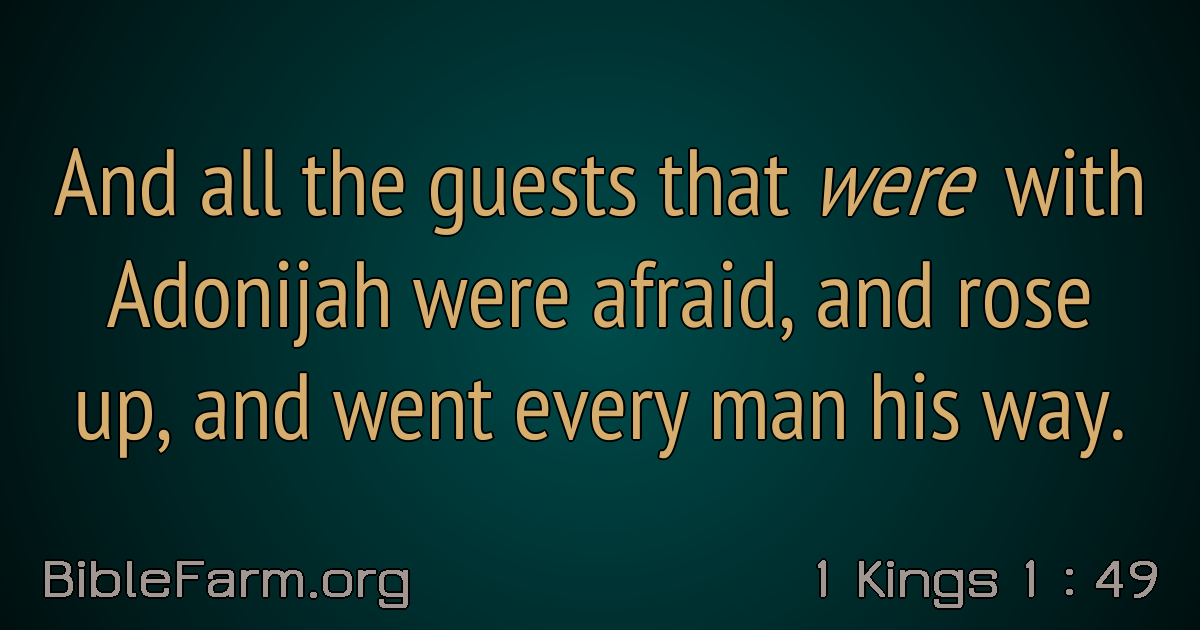 And all the guests that were with
Adonijah were afraid, and rose
up, and went every man his way.
BibleFarm.org
1 Kings 1 : 49